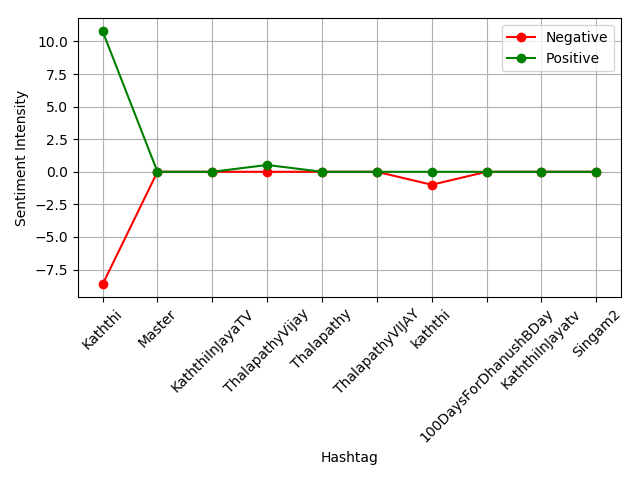 Negative
Positive
10.0
7.5
5.0
2.5
0.0
−2.5
−5.0
−7.5
Sentiment Intensity
Kaththi
Master
KaththiInJayaTV
ThalapathyVijay
Thalapathy
ThalapathyVIJAY
Kaththi
100DaysForDhanushBDay
KaththiInJayatv
Singam2
Hashtag